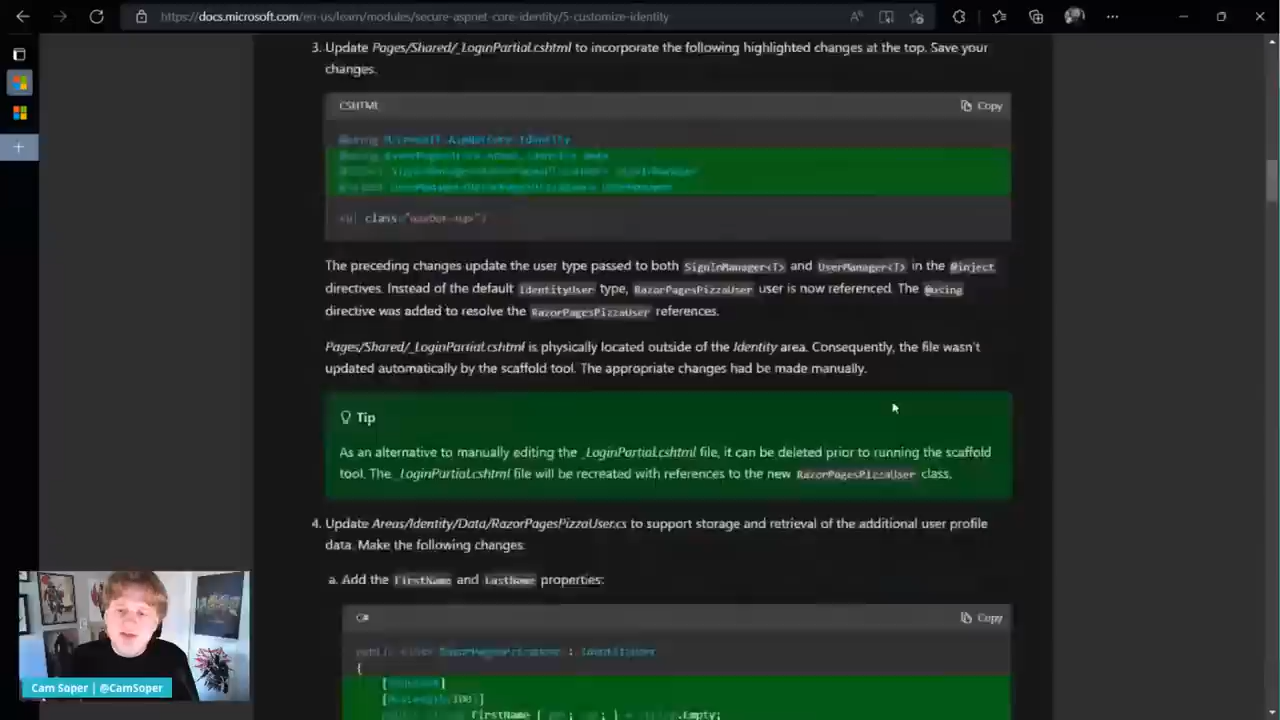 https://docs.microsoft.com/en-us/learn/modules/secure-aspnet-core-identity/5-customize-identity
3. Update Pages/Shared/_LoginPartial.cshtml to incorporate the following highlighted changes at the top. Save your
changes.
CSHTML
Copy
<ul class="navbar-nav">
The preceding changes update the user type passed to both SignInManager<T> and UserManager<T> in the @inject
directives. Instead of the default IdentityUser type, RazorPagesPizzaUser user is now referenced. The @using
directive was added to resolve the RazorPagesPizzaUser references.
Pages/Shared/_LoginPartial.cshtml is physically located outside of the Identity area. Consequently, the file wasn't
updated automatically by the scaffold tool. The appropriate changes had be made manually.
Tip
As an alternative to manually editing the _LoginPartial.cshtml file, it can be deleted prior to running the scaffold
tool. The _LoginPartial.cshtml file will be recreated with references to the new RazorPagesPizzaUser class.
4. Update Areas/Identity/Data/RazorPagesPizzaUser.cs to support storage and retrieval of the additional user profile
data. Make the following changes:
a. Add the FirstName and LastName properties:
C#
Copy
public class RazorPagesPizzaUser : IdentityUser
{
Cam Soper | @CamSoper